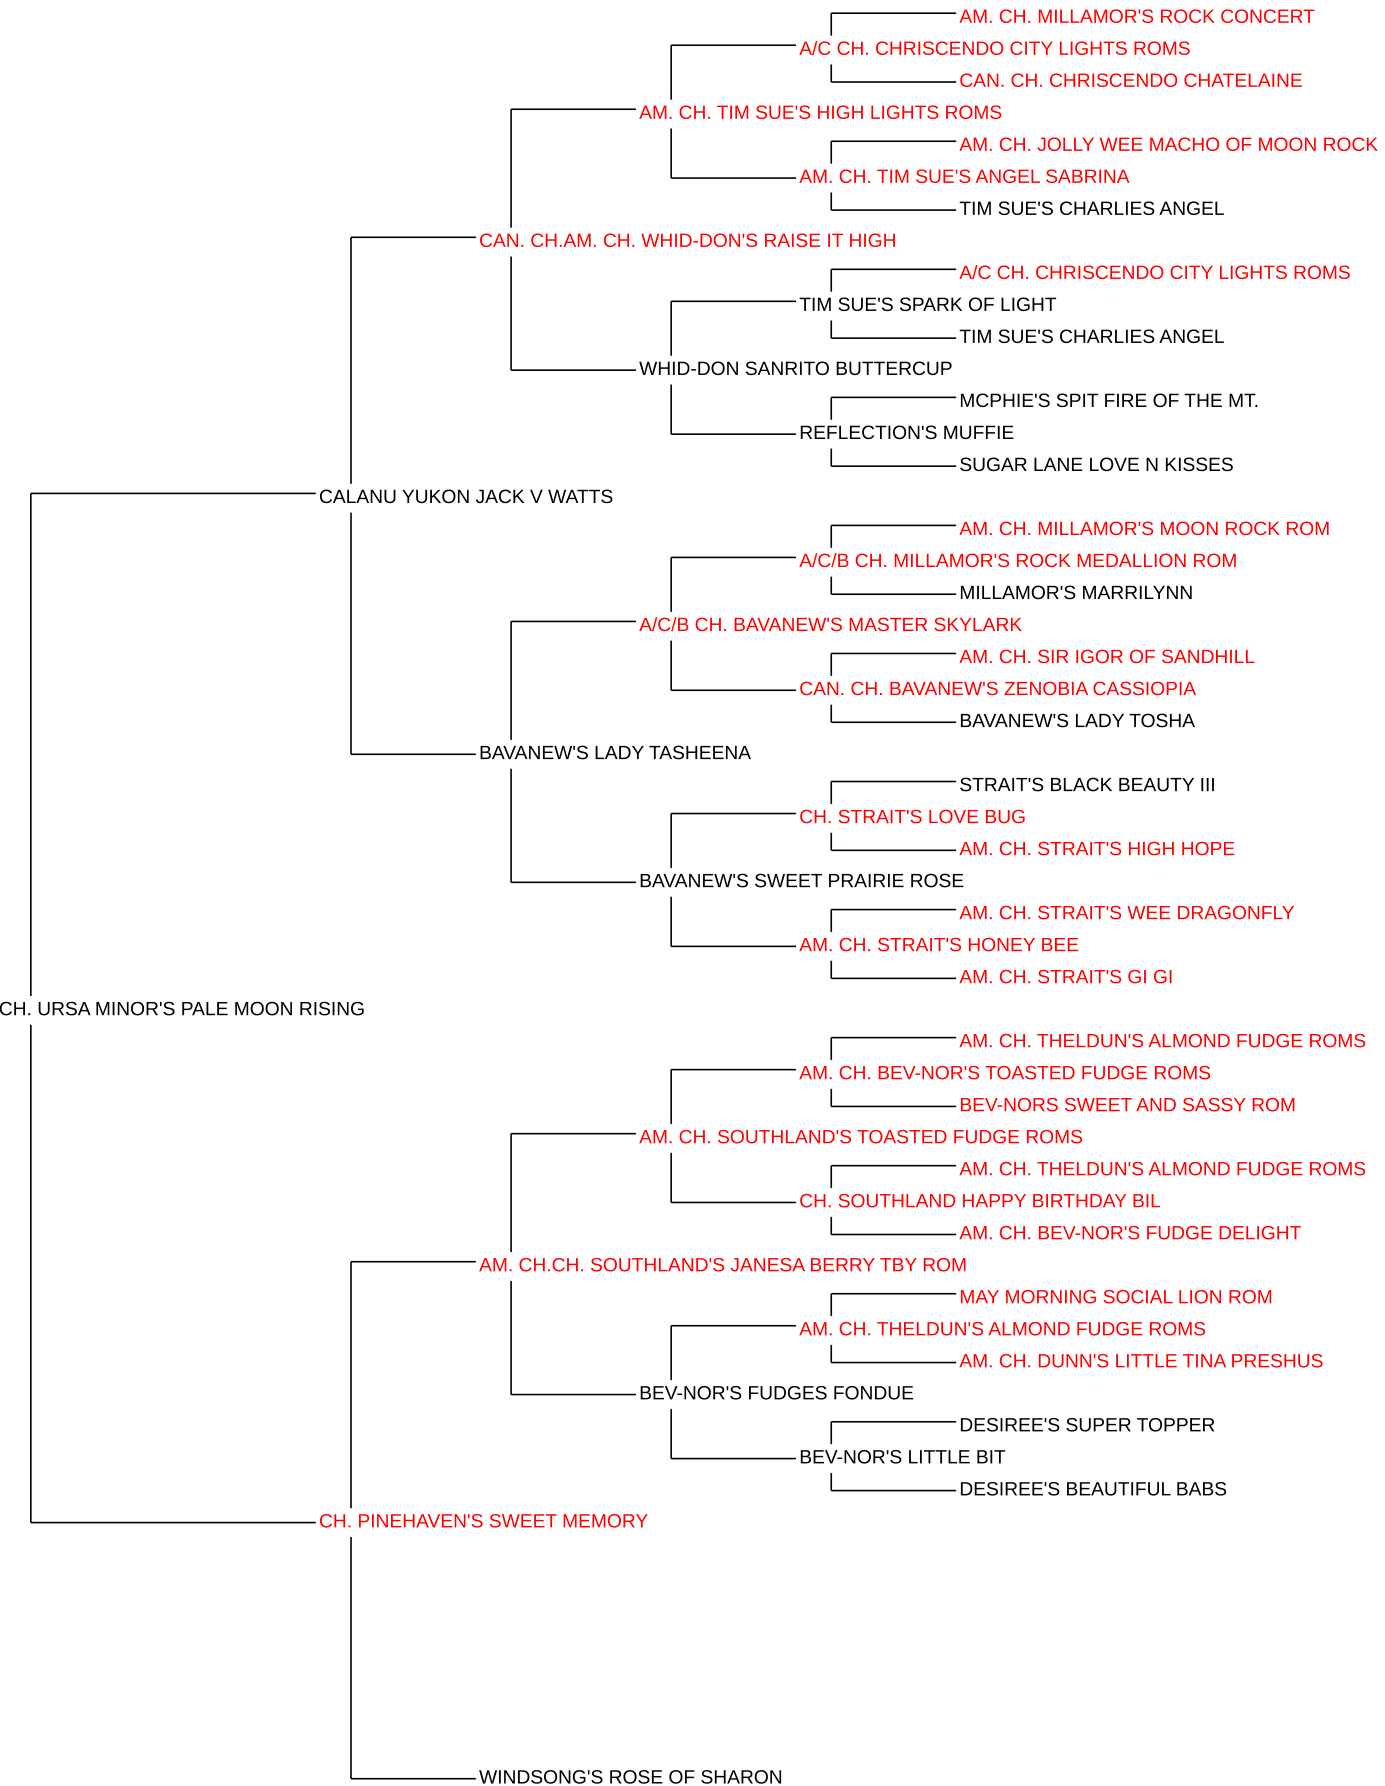 AM. CH. MILLAMOR'S ROCK CONCERT
A/C CH. CHRISCENDO CITY LIGHTS ROMS
CAN. CH. CHRISCENDO CHATELAINE
AM. CH. TIM SUE'S HIGH LIGHTS ROMS
AM. CH. JOLLY WEE MACHO OF MOON ROCK
AM. CH. TIM SUE'S ANGEL SABRINA
TIM SUE'S CHARLIES ANGEL
CAN. CH.AM. CH. WHID-DON'S RAISE IT HIGH
A/C CH. CHRISCENDO CITY LIGHTS ROMS
TIM SUE'S SPARK OF LIGHT
TIM SUE'S CHARLIES ANGEL
WHID-DON SANRITO BUTTERCUP
MCPHIE'S SPIT FIRE OF THE MT.
REFLECTION'S MUFFIE
SUGAR LANE LOVE N KISSES
CALANU YUKON JACK V WATTS
AM. CH. MILLAMOR'S MOON ROCK ROM
A/C/B CH. MILLAMOR'S ROCK MEDALLION ROM
MILLAMOR'S MARRILYNN
A/C/B CH. BAVANEW'S MASTER SKYLARK
AM. CH. SIR IGOR OF SANDHILL
CAN. CH. BAVANEW'S ZENOBIA CASSIOPIA
BAVANEW'S LADY TOSHA
BAVANEW'S LADY TASHEENA
STRAIT'S BLACK BEAUTY III
CH. STRAIT'S LOVE BUG
AM. CH. STRAIT'S HIGH HOPE
BAVANEW'S SWEET PRAIRIE ROSE
AM. CH. STRAIT'S WEE DRAGONFLY
AM. CH. STRAIT'S HONEY BEE
AM. CH. STRAIT'S GI GI
CH. URSA MINOR'S PALE MOON RISING
AM. CH. THELDUN'S ALMOND FUDGE ROMS
AM. CH. BEV-NOR'S TOASTED FUDGE ROMS
BEV-NORS SWEET AND SASSY ROM
AM. CH. SOUTHLAND'S TOASTED FUDGE ROMS
AM. CH. THELDUN'S ALMOND FUDGE ROMS
CH. SOUTHLAND HAPPY BIRTHDAY BIL
AM. CH. BEV-NOR'S FUDGE DELIGHT
AM. CH.CH. SOUTHLAND'S JANESA BERRY TBY ROM
MAY MORNING SOCIAL LION ROM
AM. CH. THELDUN'S ALMOND FUDGE ROMS
AM. CH. DUNN'S LITTLE TINA PRESHUS
BEV-NOR'S FUDGES FONDUE
DESIREE'S SUPER TOPPER
BEV-NOR'S LITTLE BIT
DESIREE'S BEAUTIFUL BABS
CH. PINEHAVEN'S SWEET MEMORY
WINDSONG'S ROSE OF SHARON